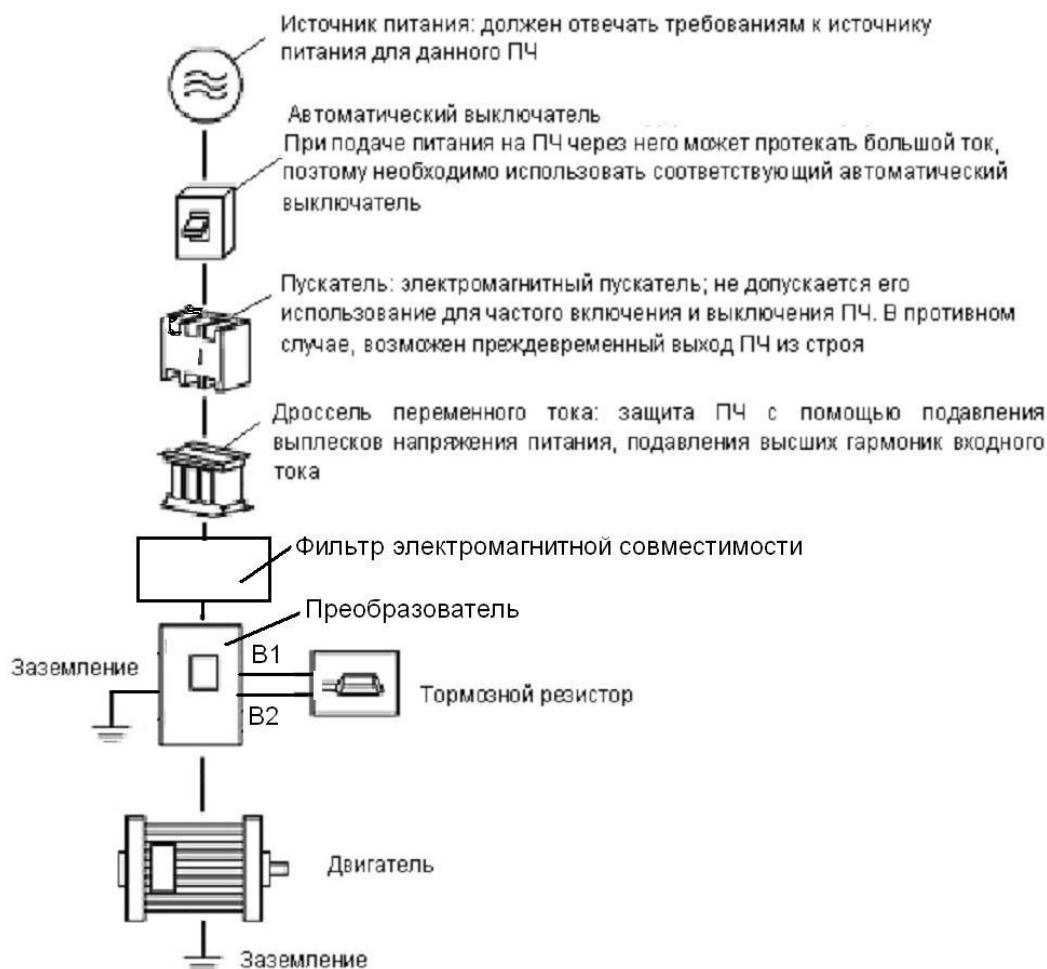 Источник питания: должен отвечать требованиям к источнику
питания для данного ПЧ
Автоматический выключатель
При подаче питания на ПЧ через него может протекать большой ток,
поэтому необходимо использовать соответствующий автоматический
выключатель
Пускатель: электромагнитный пускатель; не допускается его
использование для частого включения и выключения ПЧ. В противном
случае, возможен преждевременный выход ПЧ из строя
Дроссель переменного тока: защита ПЧ с помощью подавления
выплесков напряжения питания, подавления высших гармоник входного
тока
Фильтр электромагнитной совместимости
Преобразователь
B1
Заземление
Тормозной резистор
B2
Двигатель
Заземление